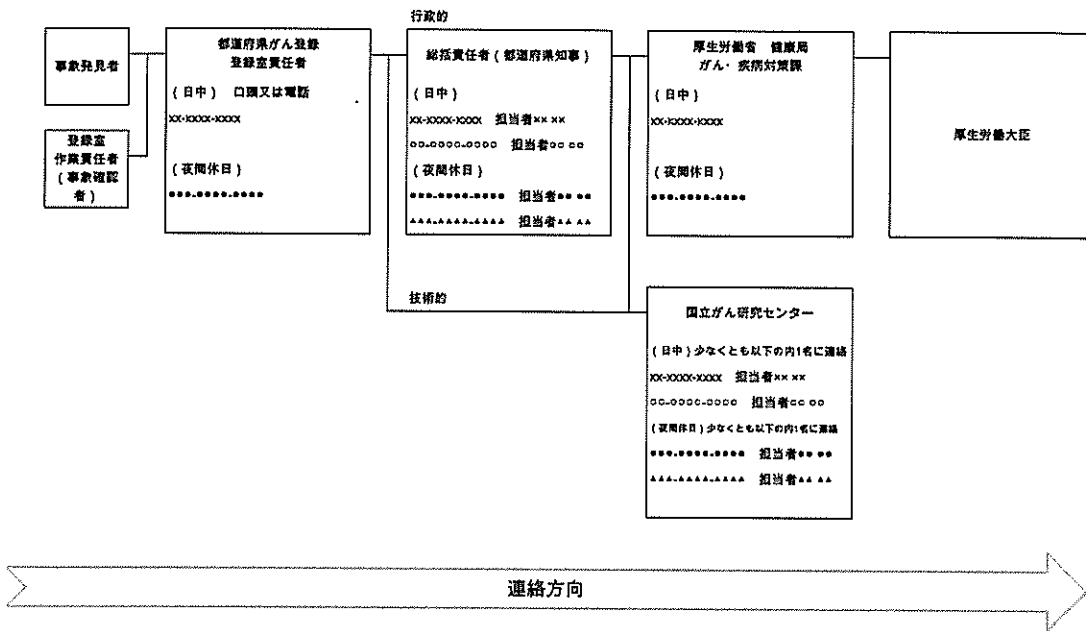 行政的
事象発見者
登録室
作業責任者
(事象確認
者)
都道府県がん登録
登録室責任者
(日中) 口頭又は電話
xx-xxxx-xxxx
(夜間休日)
●●●-●●●●-●●●●
総括責任者(都道府県知事)
(日中)
xx-xxxx-xxxx 担当者×× ××
○○-○○○○-○○○○ 担当者○○ ○○
(夜間休日)
●●●-●●●●-●●●● 担当者●● ●●
▲▲▲-▲▲▲▲-▲▲▲▲ 担当者▲▲ ▲▲
厚生労働省 健康局
がん・疾病対策課
(日中)
xx-xxxx-xxxx
(夜間休日)
●●●-●●●●-●●●●
厚生労働大臣
技術的
国立がん研究センター
(日中)少なくとも以下の内1名に連絡
xx-xxxx-xxxx 担当者×× ××
○○-○○○○-○○○○ 担当者○○ ○○
(夜間休日)少なくとも以下の内1名に連絡
●●●-●●●●-●●●● 担当者●● ●●
▲▲▲-▲▲▲▲-▲▲▲▲ 担当者▲▲ ▲▲
連絡方向